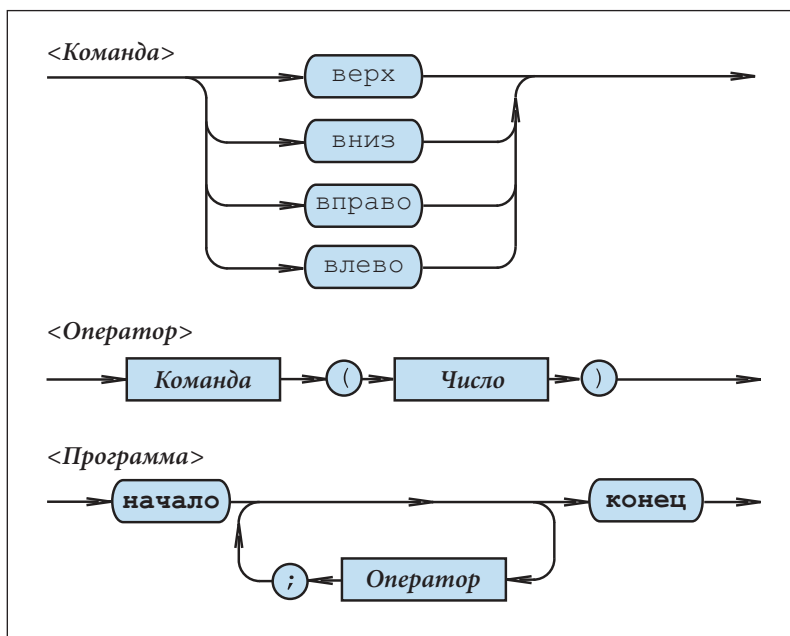 <Команда>
верх
вниз
вправо
влево
<Оператор>
Команда ( Число )
<Программа>
начало конец
; Оператор